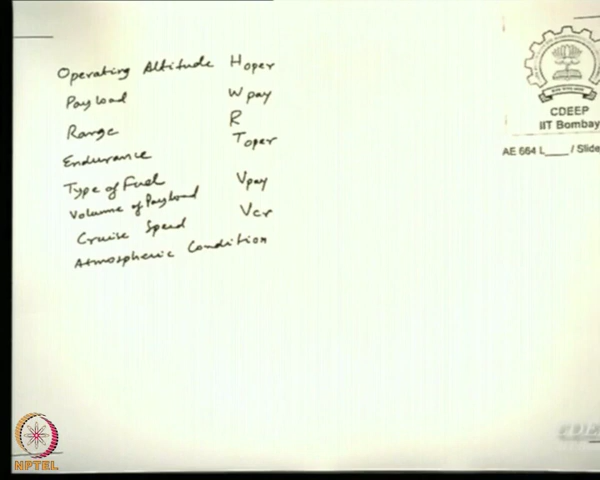 Operating Altitude Hoper
Payload Wpay
Range R
Endurance Toper
Type of Fuel
Volume of Payload Vpay
Cruise Speed Vcr
Atmospheric Condition
CDEEP
IIT Bombay
AE 664 L____ / Slide
NPTEL